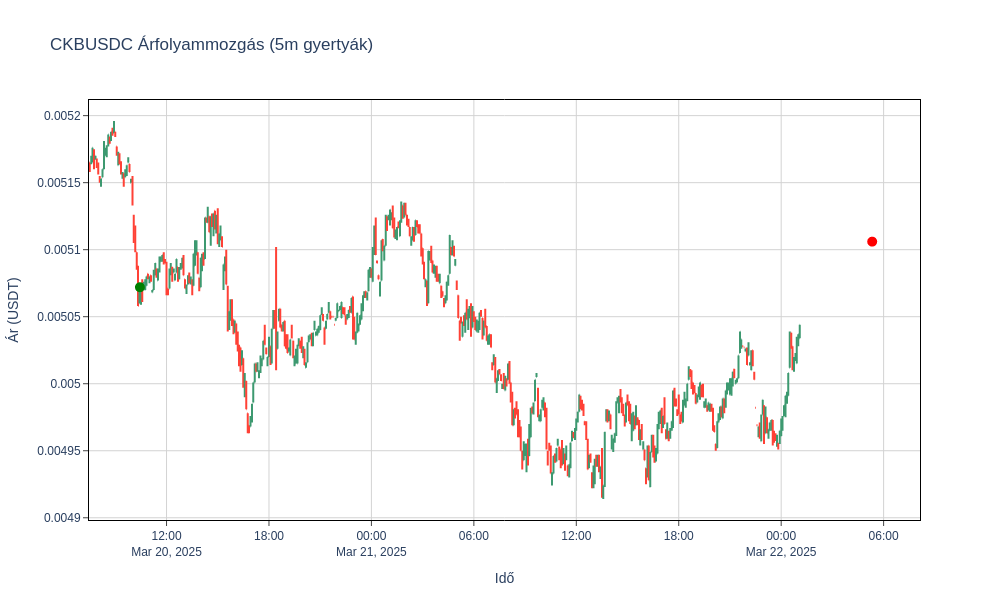 CKBUSDC Árfolyammozgás (5m gyertyák)
0.0052
0.00515
0.0051
0.00505
0.005
0.00495
0.0049
Ár (USDT)
12:00 18:00 00:00 06:00 12:00 18:00 00:00 06:00
Mar 20, 2025 Mar 21, 2025 Mar 22, 2025
Idő